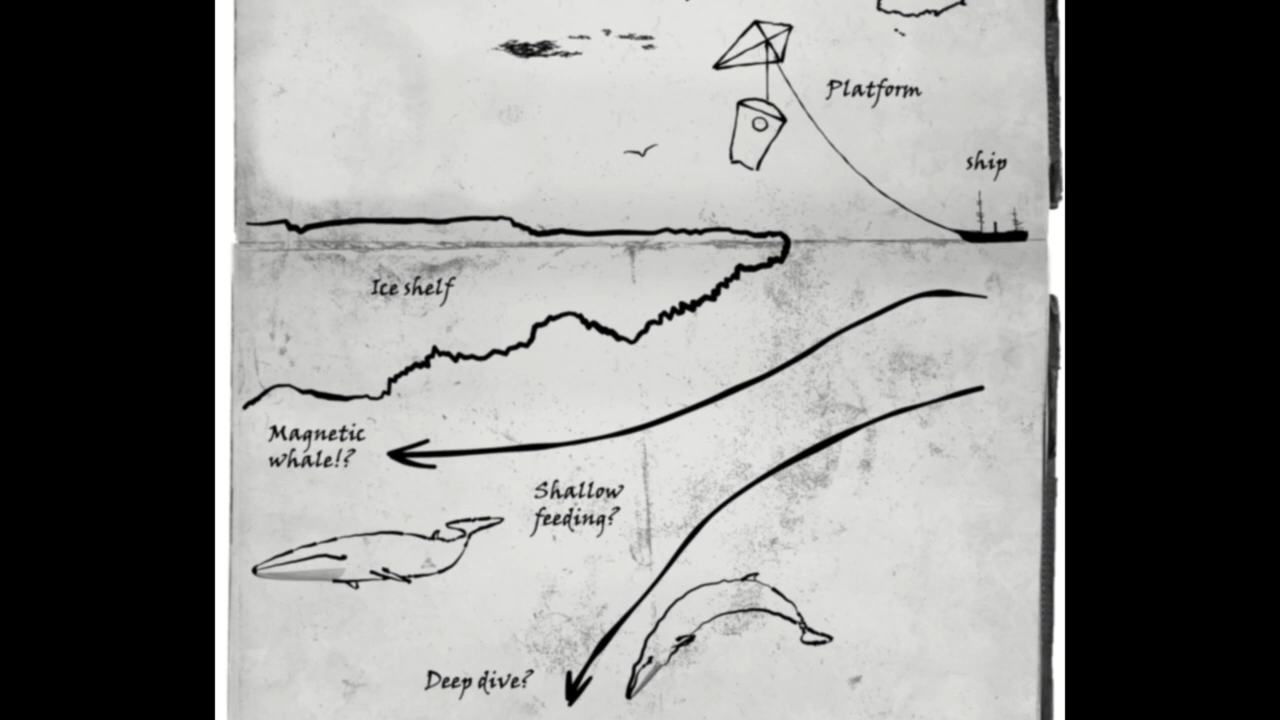 Platform
ship
Ice shelf
Magnetic
whale!?
Shallow
feeding?
Deep dive?